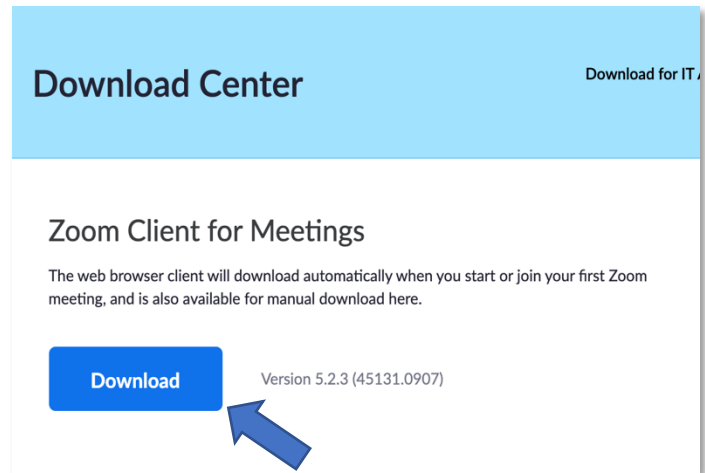 Download Center
Download for IT
Zoom Client for Meetings
The web browser client will download automatically when you start or join your first Zoom
meeting, and is also available for manual download here.
Download
Version 5.2.3 (45131.0907)